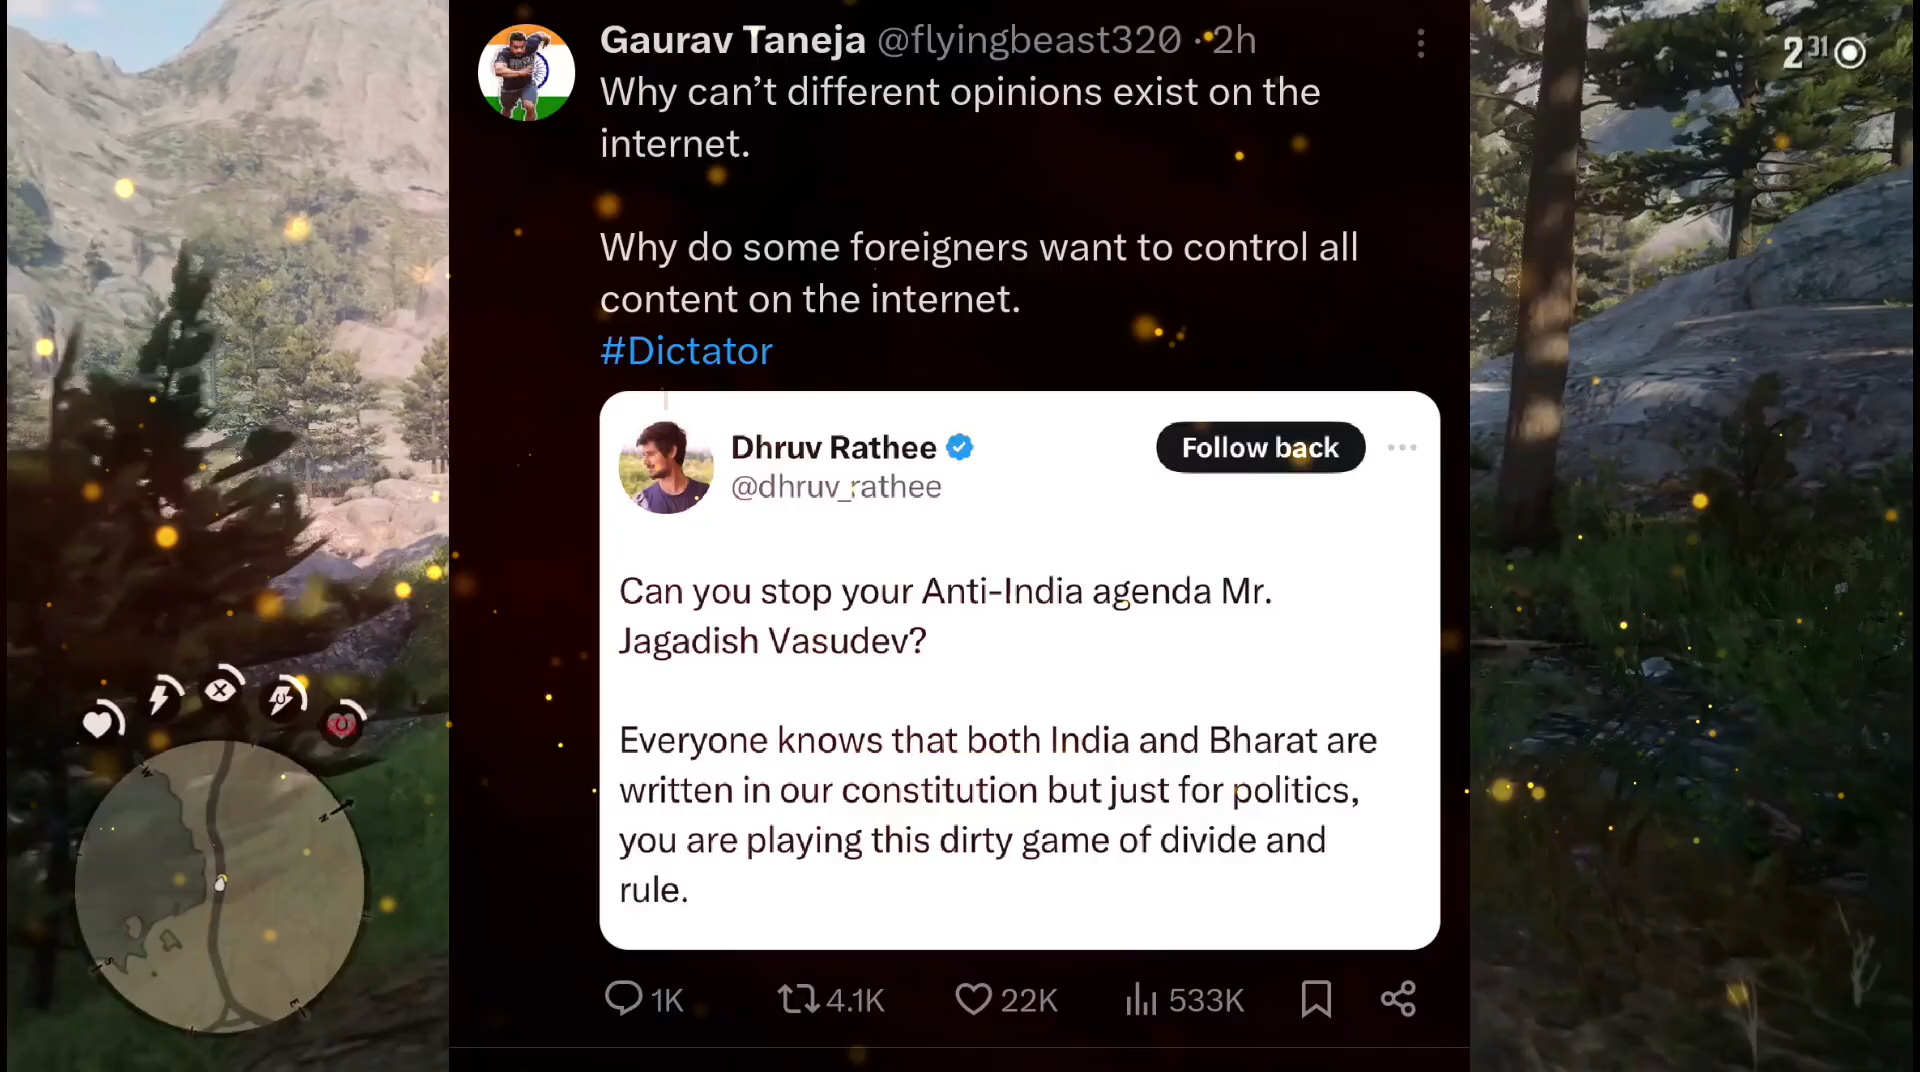 Gaurav Taneja @flyingbeast320 · 2h
Why can’t different opinions exist on the
internet.
Why do some foreigners want to control all
content on the internet.
#Dictator
Dhruv Rathee
Follow back
@dhruv_rathee
Can you stop your Anti-India agenda Mr.
Jagadish Vasudev?
Everyone knows that both India and Bharat are
written in our constitution but just for politics,
you are playing this dirty game of divide and
rule.
1K 4.1K 22K 533K
2 31
W
N
S
E